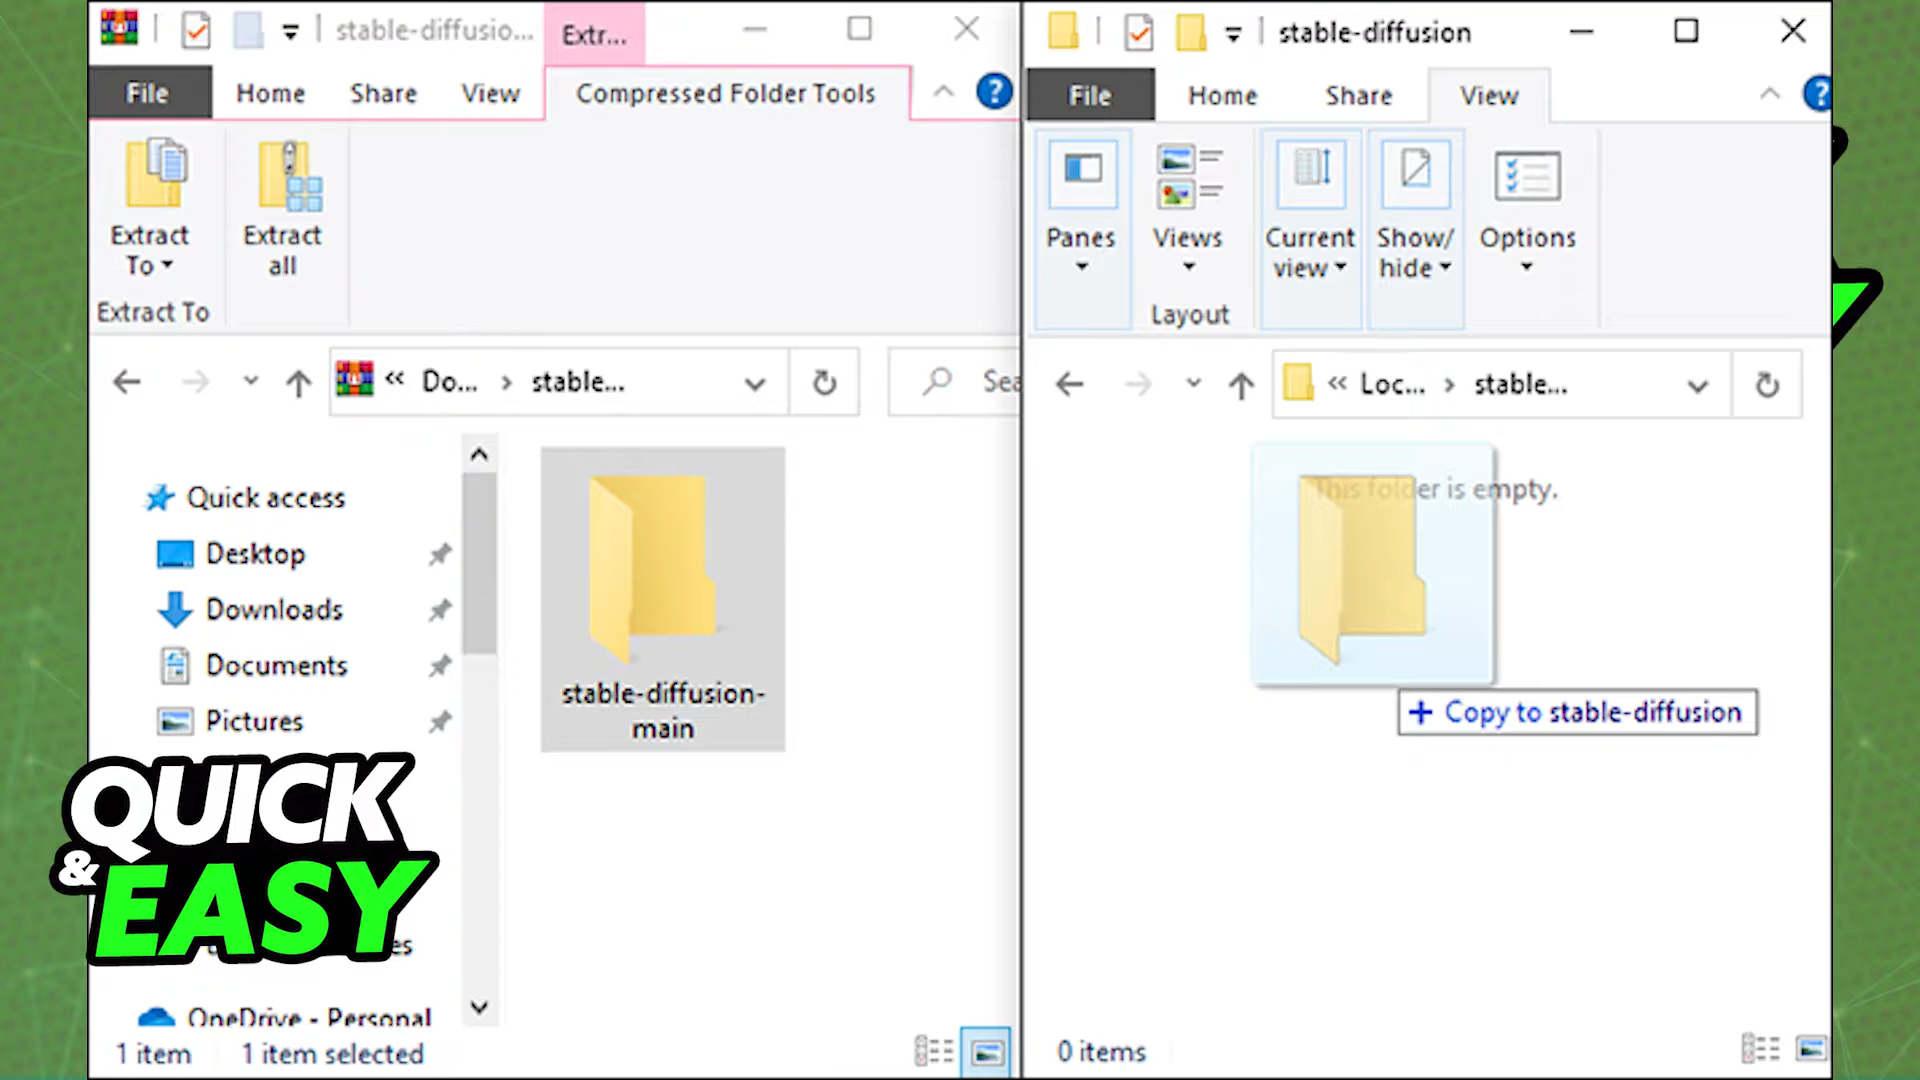 stable-diffusio...
Extr...
File
Home
Share
View
Compressed Folder Tools
Extract
To
Extract
all
Extract To
Do...
stable...
Sea
Quick access
Desktop
Downloads
Documents
Pictures
OneDrive - Personal
stable-diffusion-
main
1 item
1 item selected
QUICK
&
EASY
stable-diffusion
File
Home
Share
View
Panes
Views
Current
view
Show/
hide
Options
Layout
Loc...
stable...
This folder is empty.
+ Copy to stable-diffusion
0 items